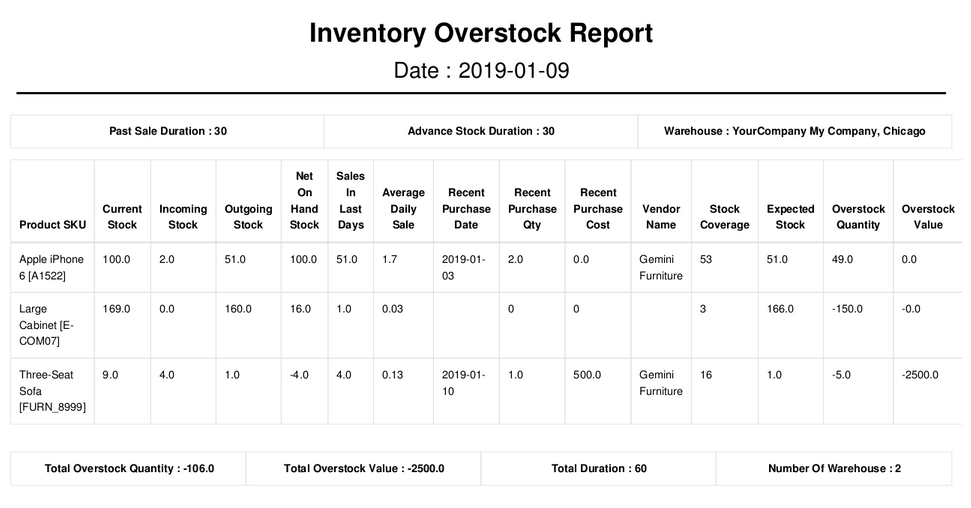 Inventory Overstock Report
Date : 2019-01-09
Past Sale Duration : 30 Advance Stock Duration : 30 Warehouse : YourCompany My Company, Chicago
Product SKU Current Stock Incoming Stock Outgoing Stock Net On Hand Stock Sales In Last Days Average Daily Sale Recent Purchase Date Recent Purchase Qty Recent Purchase Cost Vendor Name Stock Coverage Expected Stock Overstock Quantity Overstock Value
Apple iPhone 6 [A1522] 100.0 2.0 51.0 100.0 51.0 1.7 2019-01-03 2.0 0.0 Gemini Furniture 53 51.0 49.0 0.0
Large Cabinet [E-COM07] 169.0 0.0 160.0 16.0 1.0 0.03 0 0 3 166.0 -150.0 -0.0
Three-Seat Sofa [FURN_8999] 9.0 4.0 1.0 -4.0 4.0 0.13 2019-01-10 1.0 500.0 Gemini Furniture 16 1.0 -5.0 -2500.0
Total Overstock Quantity : -106.0 Total Overstock Value : -2500.0 Total Duration : 60 Number Of Warehouse : 2